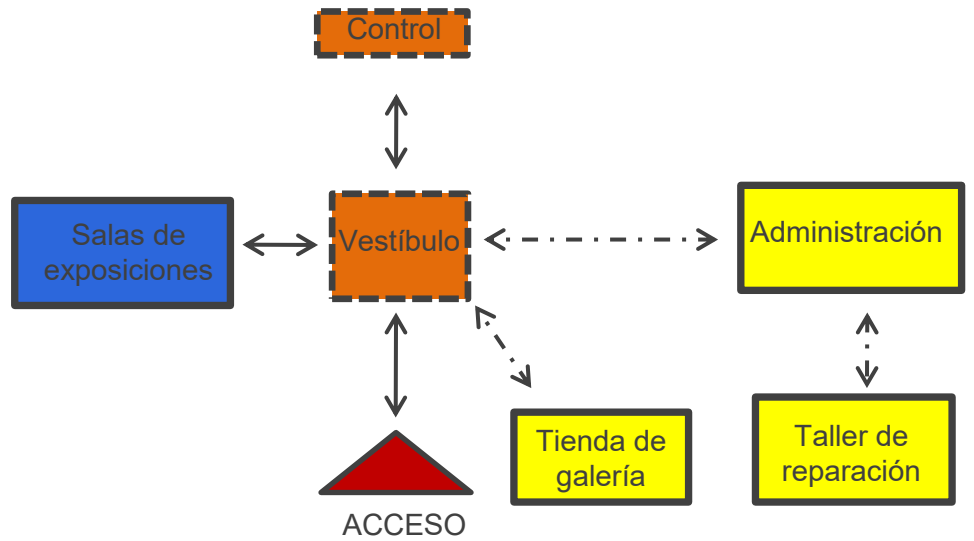 Control
Salas de
exposiciones
Vestíbulo
Administración
Tienda de
galería
Taller de
reparación
ACCESO